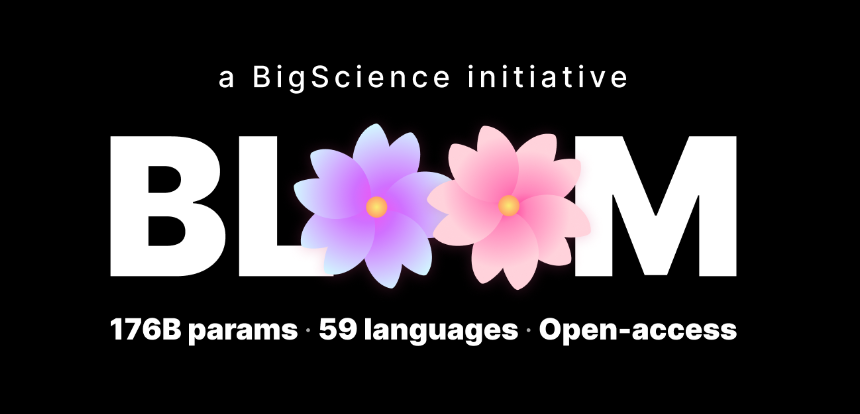 a BigScience initiative
BLOOM
176B params · 59 languages · Open-access